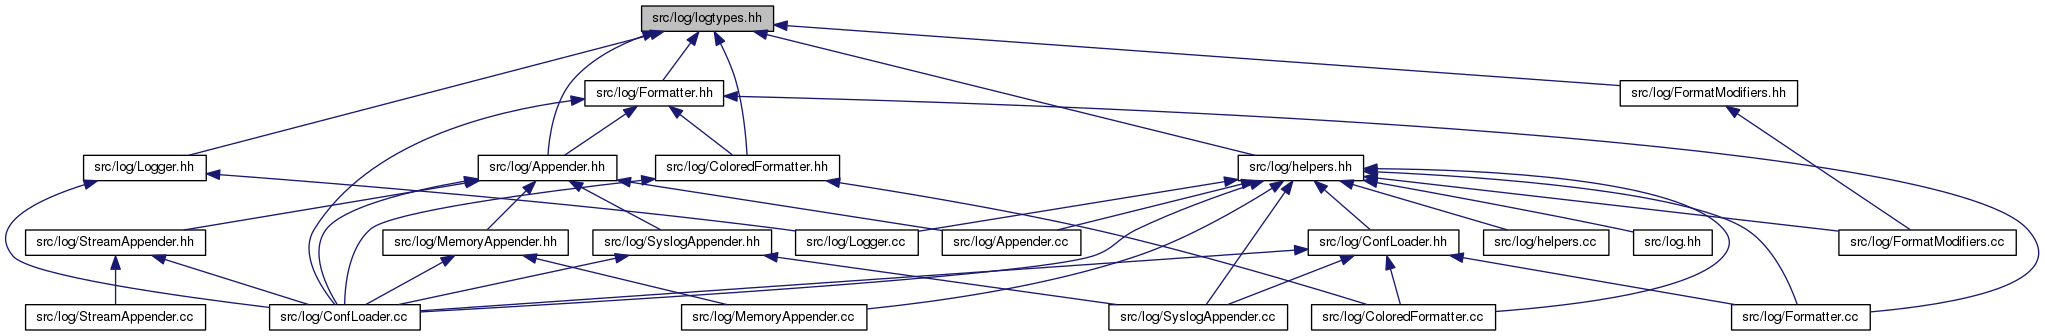 src/log/logtypes.hh
src/log/Formatter.hh
src/log/FormatModifiers.hh
src/log/Logger.hh
src/log/Appender.hh
src/log/ColoredFormatter.hh
src/log/helpers.hh
src/log/StreamAppender.hh
src/log/MemoryAppender.hh
src/log/SyslogAppender.hh
src/log/Logger.cc
src/log/Appender.cc
src/log/ConfLoader.hh
src/log/helpers.cc
src/log.hh
src/log/FormatModifiers.cc
src/log/StreamAppender.cc
src/log/ConfLoader.cc
src/log/MemoryAppender.cc
src/log/SyslogAppender.cc
src/log/ColoredFormatter.cc
src/log/Formatter.cc